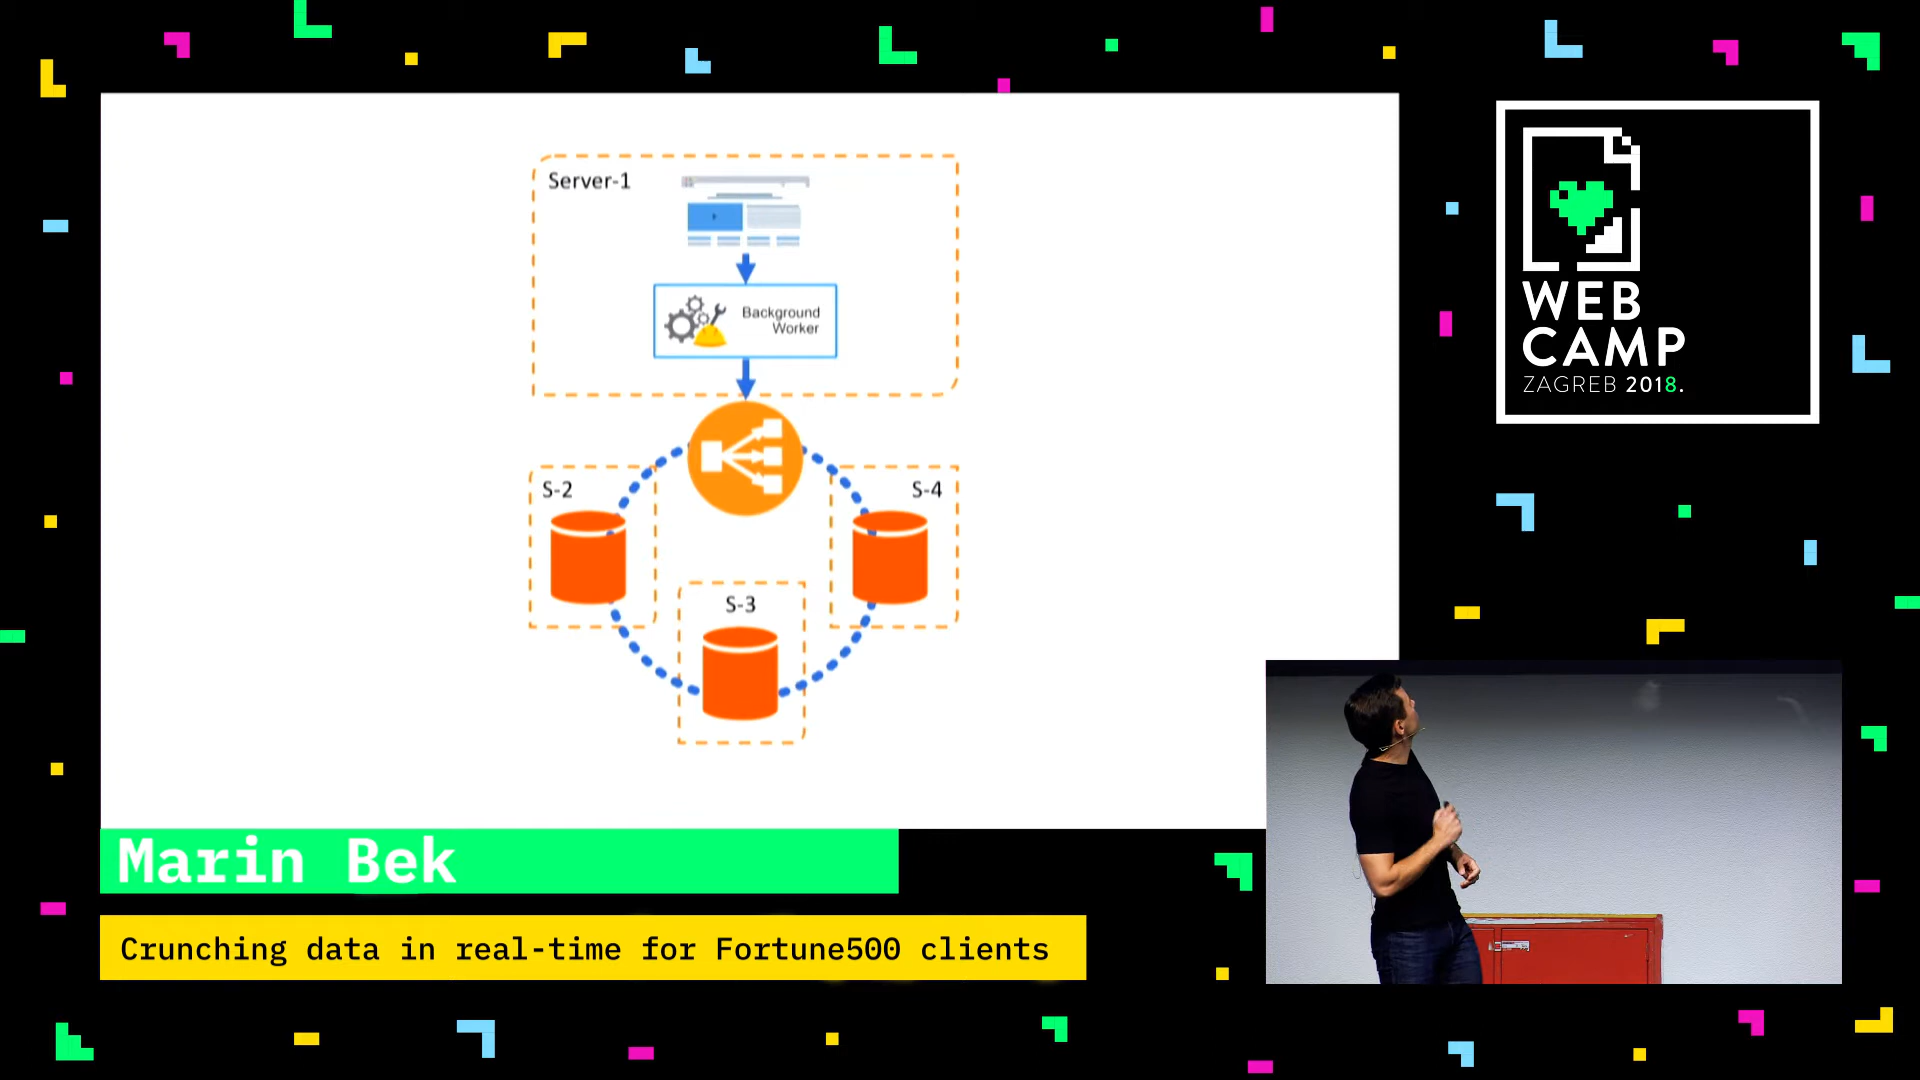 Server-1
Background
Worker
S-2
S-4
S-3
WEB
CAMP
ZAGREB 2018.
Marin Bek
Crunching data in real-time for Fortune500 clients